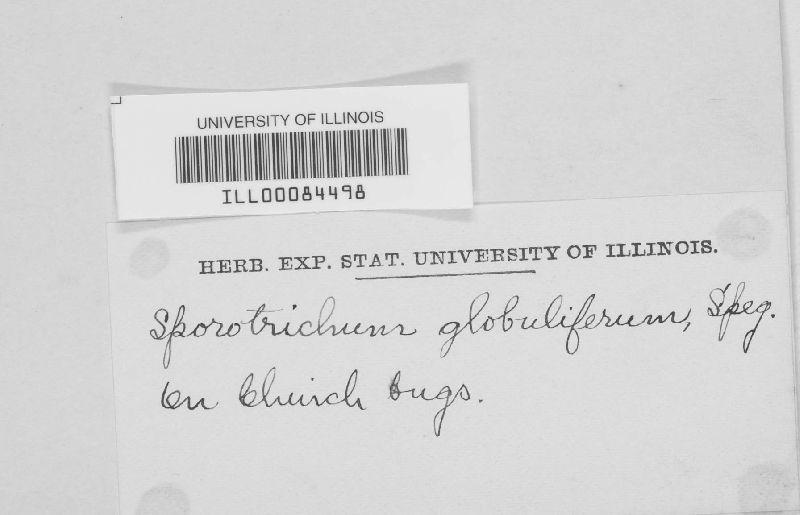 UNIVERSITY OF ILLINOIS
ILL00084498
HERB. EXP. STAT. UNIVERSITY OF ILLINOIS.
Sporotrichum globuliferum, Speg.
On Chinch bugs.